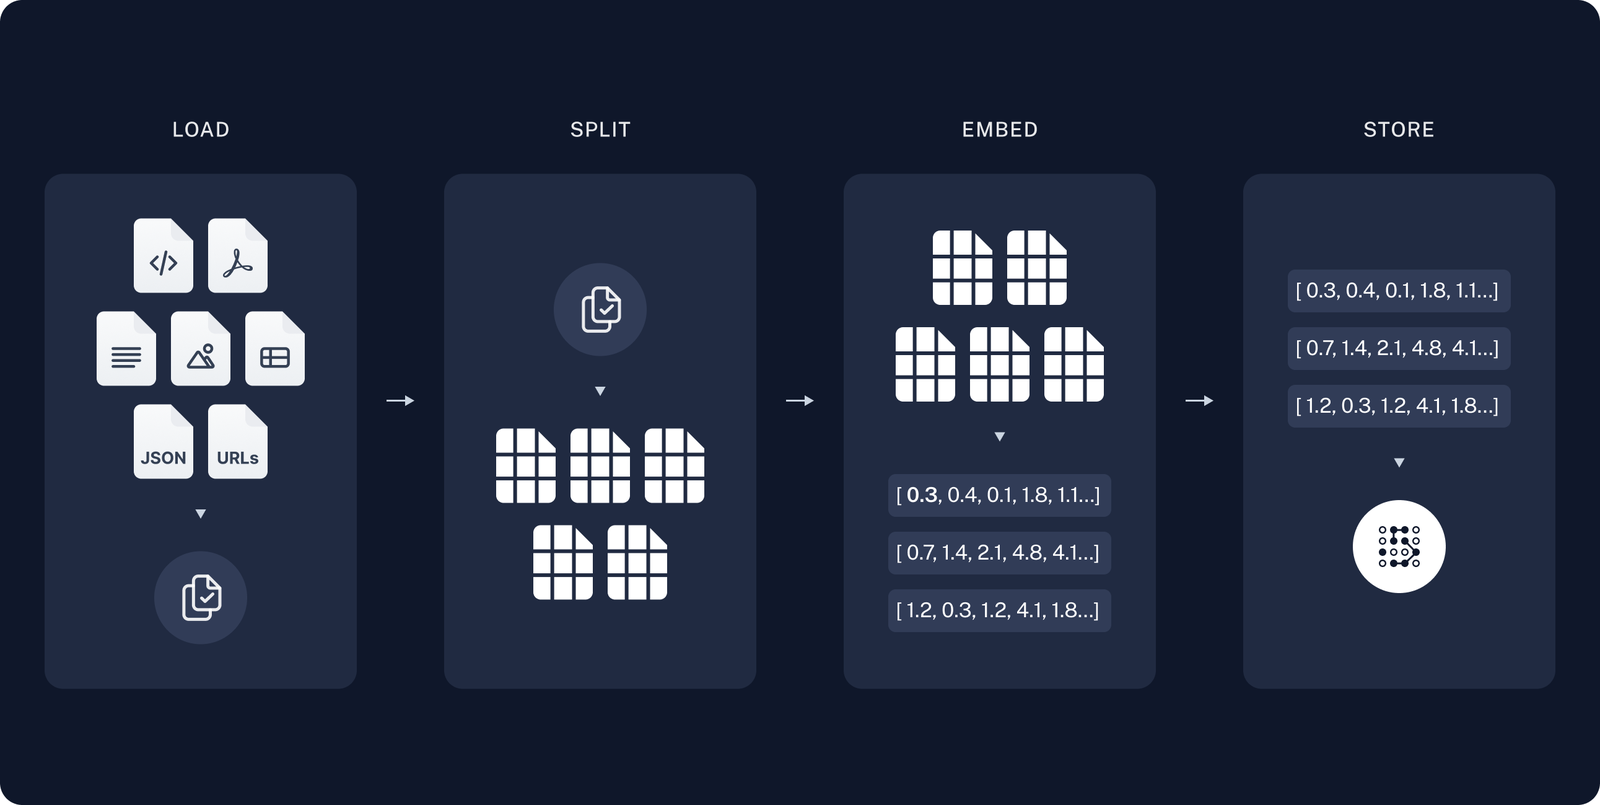 LOAD
JSON
URLs
SPLIT
EMBED
[ 0.3, 0.4, 0.1, 1.8, 1.1...]
[ 0.7, 1.4, 2.1, 4.8, 4.1...]
[ 1.2, 0.3, 1.2, 4.1, 1.8...]
STORE
[ 0.3, 0.4, 0.1, 1.8, 1.1...]
[ 0.7, 1.4, 2.1, 4.8, 4.1...]
[ 1.2, 0.3, 1.2, 4.1, 1.8...]